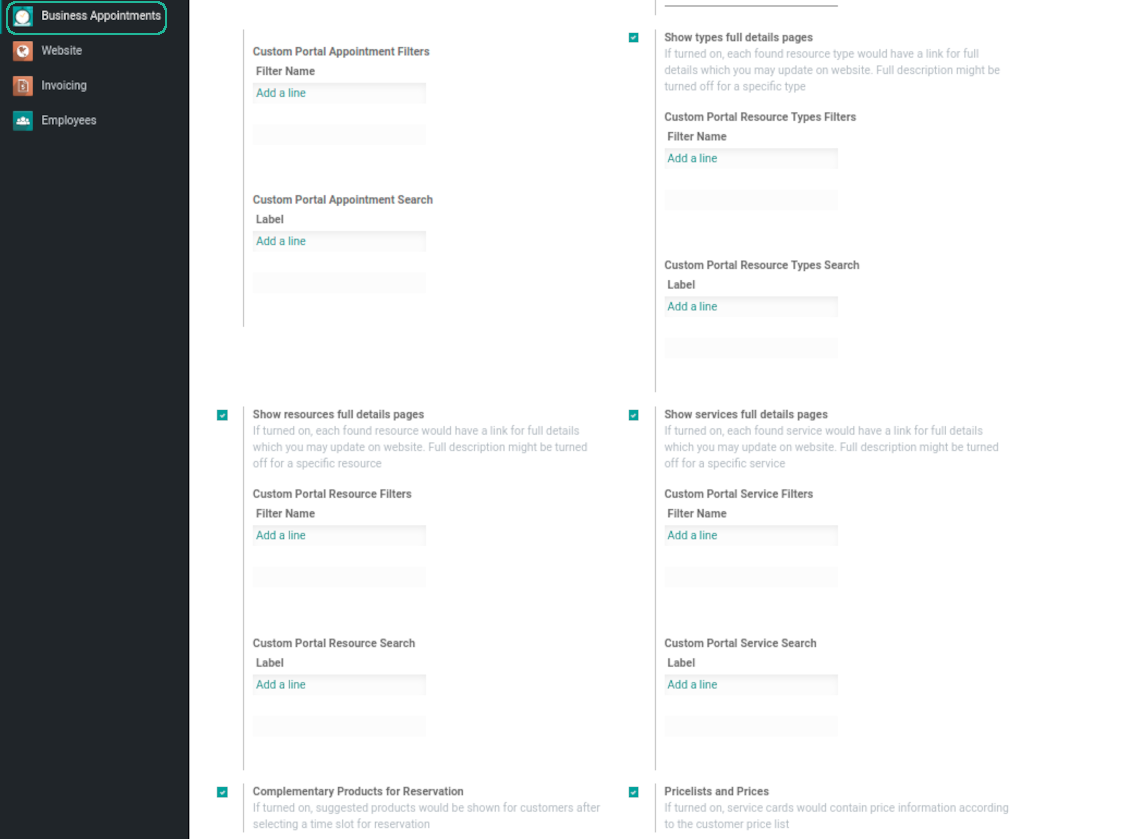 Business Appointments
Website
Invoicing
Employees
Custom Portal Appointment Filters
Filter Name
Add a line
Custom Portal Appointment Search
Label
Add a line
Show types full details pages
If turned on, each found resource type would have a link for full
details which you may update on website. Full description might be
turned off for a specific type
Custom Portal Resource Types Filters
Filter Name
Add a line
Custom Portal Resource Types Search
Label
Add a line
Show resources full details pages
If turned on, each found resource would have a link for full details
which you may update on website. Full description might be turned
off for a specific resource
Custom Portal Resource Filters
Filter Name
Add a line
Custom Portal Resource Search
Label
Add a line
Show services full details pages
If turned on, each found service would have a link for full details
which you may update on website. Full description might be turned
off for a specific service
Custom Portal Service Filters
Filter Name
Add a line
Custom Portal Service Search
Label
Add a line
Complementary Products for Reservation
If turned on, suggested products would be shown for customers after
selecting a time slot for reservation
Pricelists and Prices
If turned on, service cards would contain price information according
to the customer price list